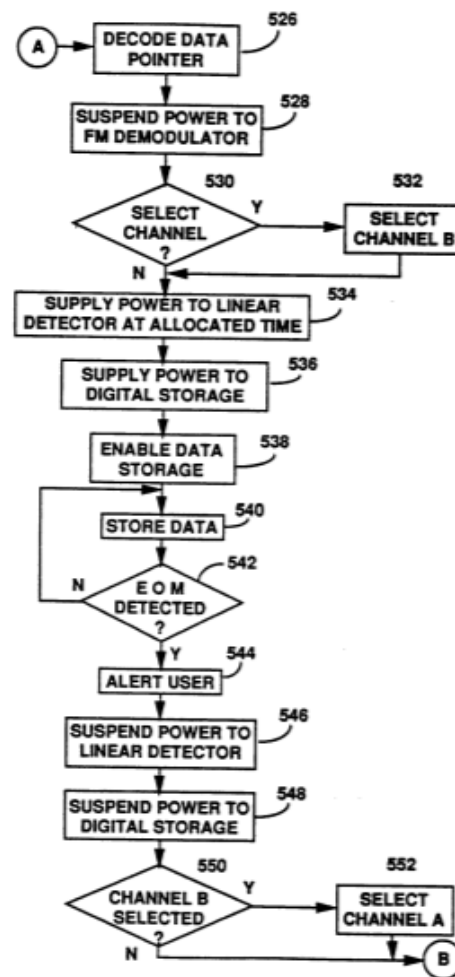 526
A
DECODE DATA
POINTER
528
SUSPEND POWER TO
FM DEMODULATOR
530
532
SELECT
CHANNEL
?
Y
SELECT
CHANNEL B
N
534
SUPPLY POWER TO LINEAR
DETECTOR AT ALLOCATED TIME
536
SUPPLY POWER TO
DIGITAL STORAGE
538
ENABLE DATA
STORAGE
540
STORE DATA
542
N
E O M
DETECTED
?
Y
544
ALERT USER
546
SUSPEND POWER TO
LINEAR DETECTOR
548
SUSPEND POWER TO
DIGITAL STORAGE
550
552
CHANNEL B
SELECTED
?
Y
SELECT
CHANNEL A
N
B